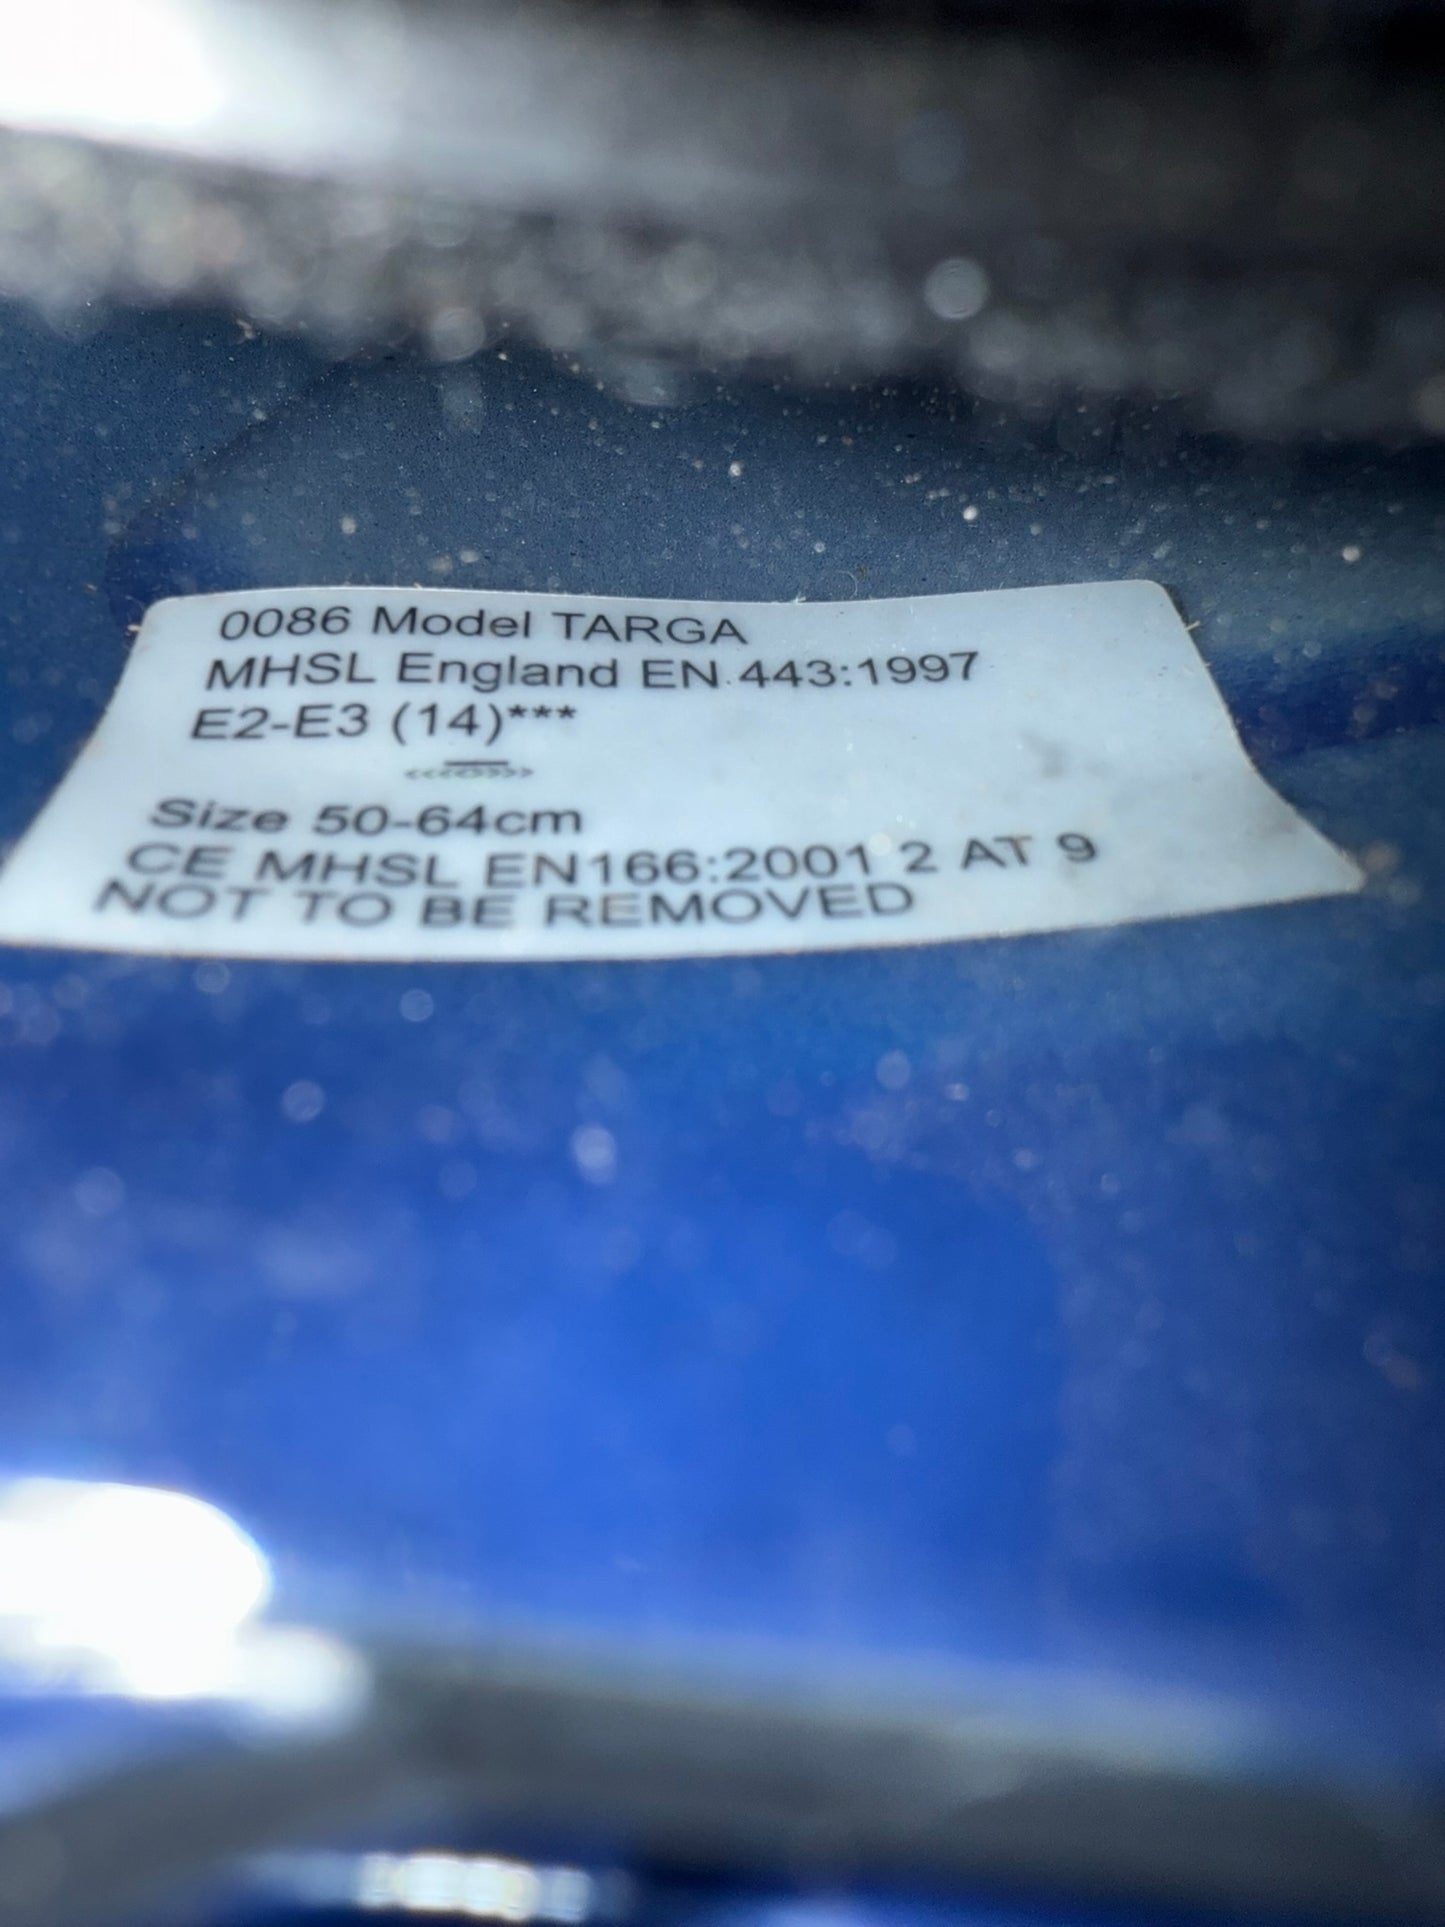 0086 Model TARGA
MHSL England EN 443:1997
E2-E3 (14)***
<<<<>>>>
Size 50-64cm
CE MHSL EN166:2001 2 AT 9
NOT TO BE REMOVED